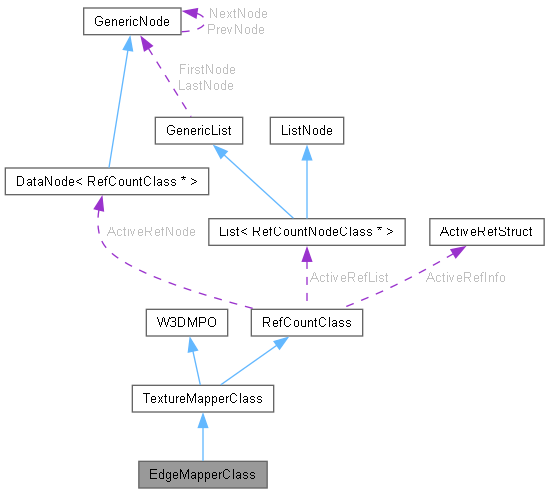 GenericNode
NextNode
PrevNode
FirstNode
LastNode
GenericList
ListNode
DataNode< RefCountClass * >
ActiveRefNode
List< RefCountNodeClass * >
ActiveRefStruct
ActiveRefList
ActiveRefInfo
W3DMPO
RefCountClass
TextureMapperClass
EdgeMapperClass